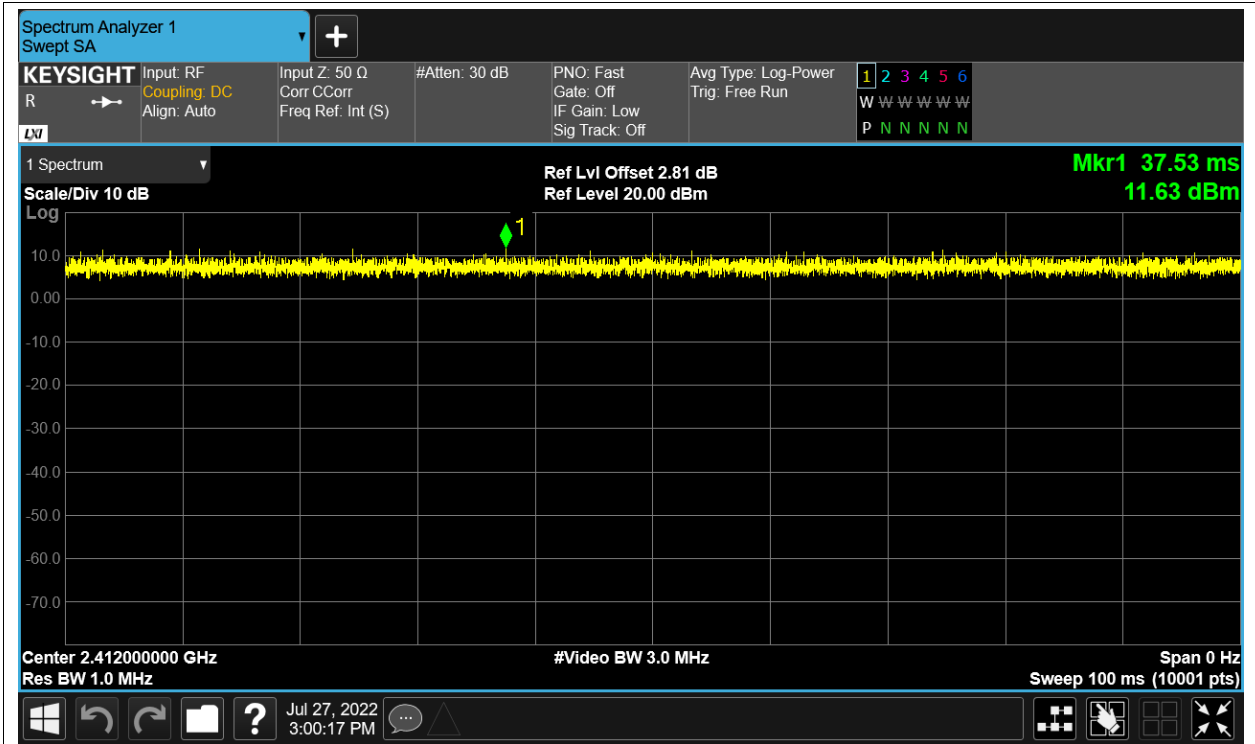 Spectrum Analyzer 1
Swept SA
KEYSIGHT
R
LXI
Input: RF
Coupling: DC
Align: Auto
Input Z: 50 Ω
Corr CCorr
Freq Ref: Int (S)
#Atten: 30 dB
PNO: Fast
Gate: Off
IF Gain: Low
Sig Track: Off
Avg Type: Log-Power
Trig: Free Run
1 2 3 4 5 6
W W W W W W
P N N N N N
1 Spectrum
Scale/Div 10 dB
Ref Lvl Offset 2.81 dB
Ref Level 20.00 dBm
Mkr1 37.53 ms
11.63 dBm
Log
1
10.0
0.00
-10.0
-20.0
-30.0
-40.0
-50.0
-60.0
-70.0
Center 2.412000000 GHz
Res BW 1.0 MHz
#Video BW 3.0 MHz
Span 0 Hz
Sweep 100 ms (10001 pts)
?
Jul 27, 2022
3:00:17 PM